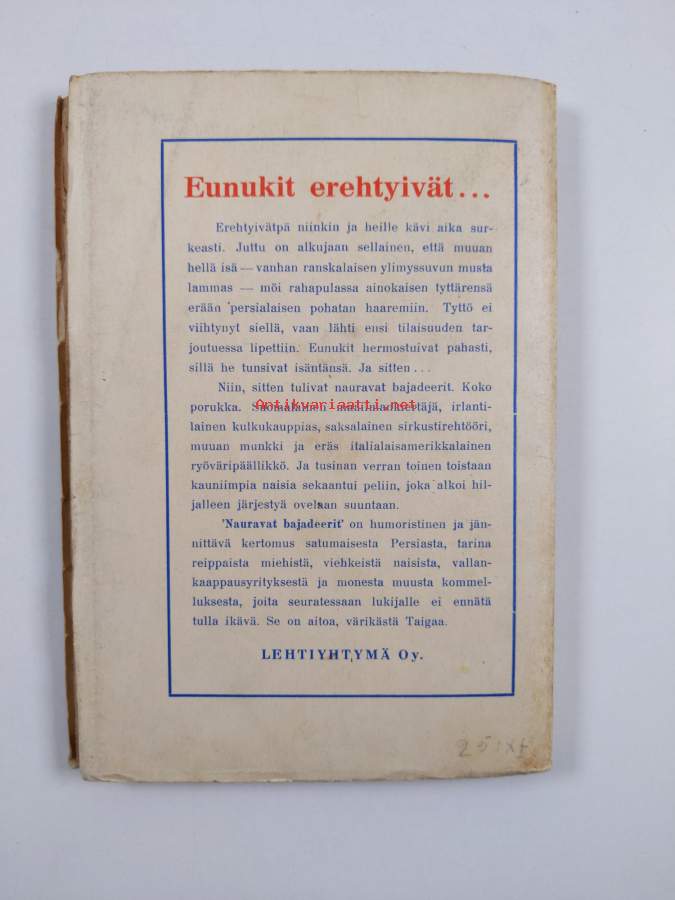 Eunukit erehtyivät...
Erehtyivätpä niinkin ja heille kävi aika sur-
keasti. Juttu on alkujaan sellainen, että muuan
hellä isä — vanhan ranskalaisen ylimyssuvun musta
lammas — möi rahapulassa ainokaisen tyttärensä
erään persialaisen pohatan haaremiin. Tyttö ei
viihtynyt siellä, vaan lähti ensi tilaisuuden tar-
joutuessa lipettiin. Eunukit hermostuivat pahasti,
sillä he tunsivat isäntänsä. Ja sitten...
Niin, sitten tulivat nauravat bajadeerit. Koko
Antikvariaatti.net
porukka. Suomalainen irlanti-
lainen kulkukauppias, saksalainen sirkustirehtööri,
muuan munkki ja eräs italialaisamerikkalainen
ryöväripäällikkö. Ja tusinan verran toinen toistaan
kauniimpia naisia sekaantui peliin, joka alkoi hil-
jalleen järjestyä ovelaan suuntaan.
'Nauravat bajadeerit' on humoristinen ja jän-
nittävä kertomus satumaisesta Persiasta, tarina
reippaista miehistä, viehkeistä naisista, vallan-
kaappausyrityksestä ja monesta muusta kommel-
luksesta, joita seuratessaan lukijalle ei ennätä
tulla ikävä. Se on aitoa, värikästä Taigaa.
LEHTIYHTYMÄ Oy.